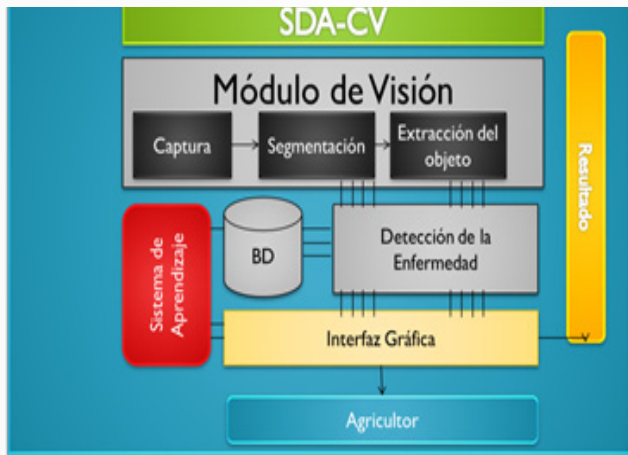 SDA-CV
Módulo de Visión
Captura
Segmentación
Extracción del
objeto
Resultado
Sistema de
Aprendizaje
BD
Detección de la
Enfermedad
Interfaz Gráfica
Agricultor